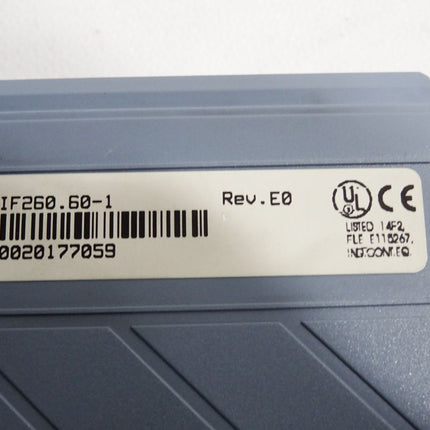 IF260.60-1 Rev.E0
0020177059
UL CE
LISTED 14F2,
FILE E115267,
IND.CONT.EQ.